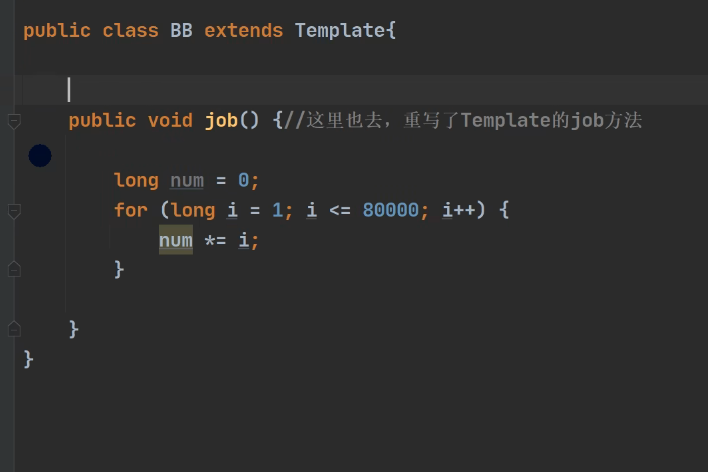 public class BB extends Template{
public void job() {//这里也去，重写了Template的job方法
long num = 0;
for (long i = 1; i <= 80000; i++) {
num *= i;
}
}
}